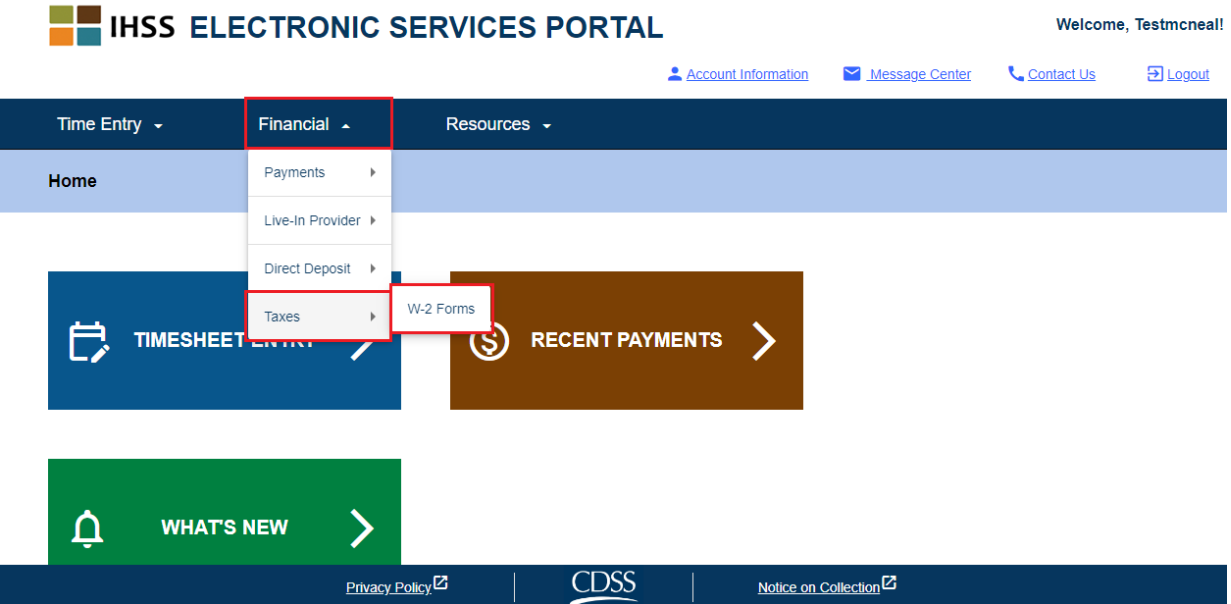 IHSS ELECTRONIC SERVICES PORTAL
Welcome, Testmcneal!
Account Information
Message Center
Contact Us
Logout
Time Entry
Financial
Resources
Home
Payments
Live-In Provider
Direct Deposit
Taxes
W-2 Forms
TIMESHEET ENTRY
RECENT PAYMENTS
WHAT'S NEW
Privacy Policy
CDSS
Notice on Collection